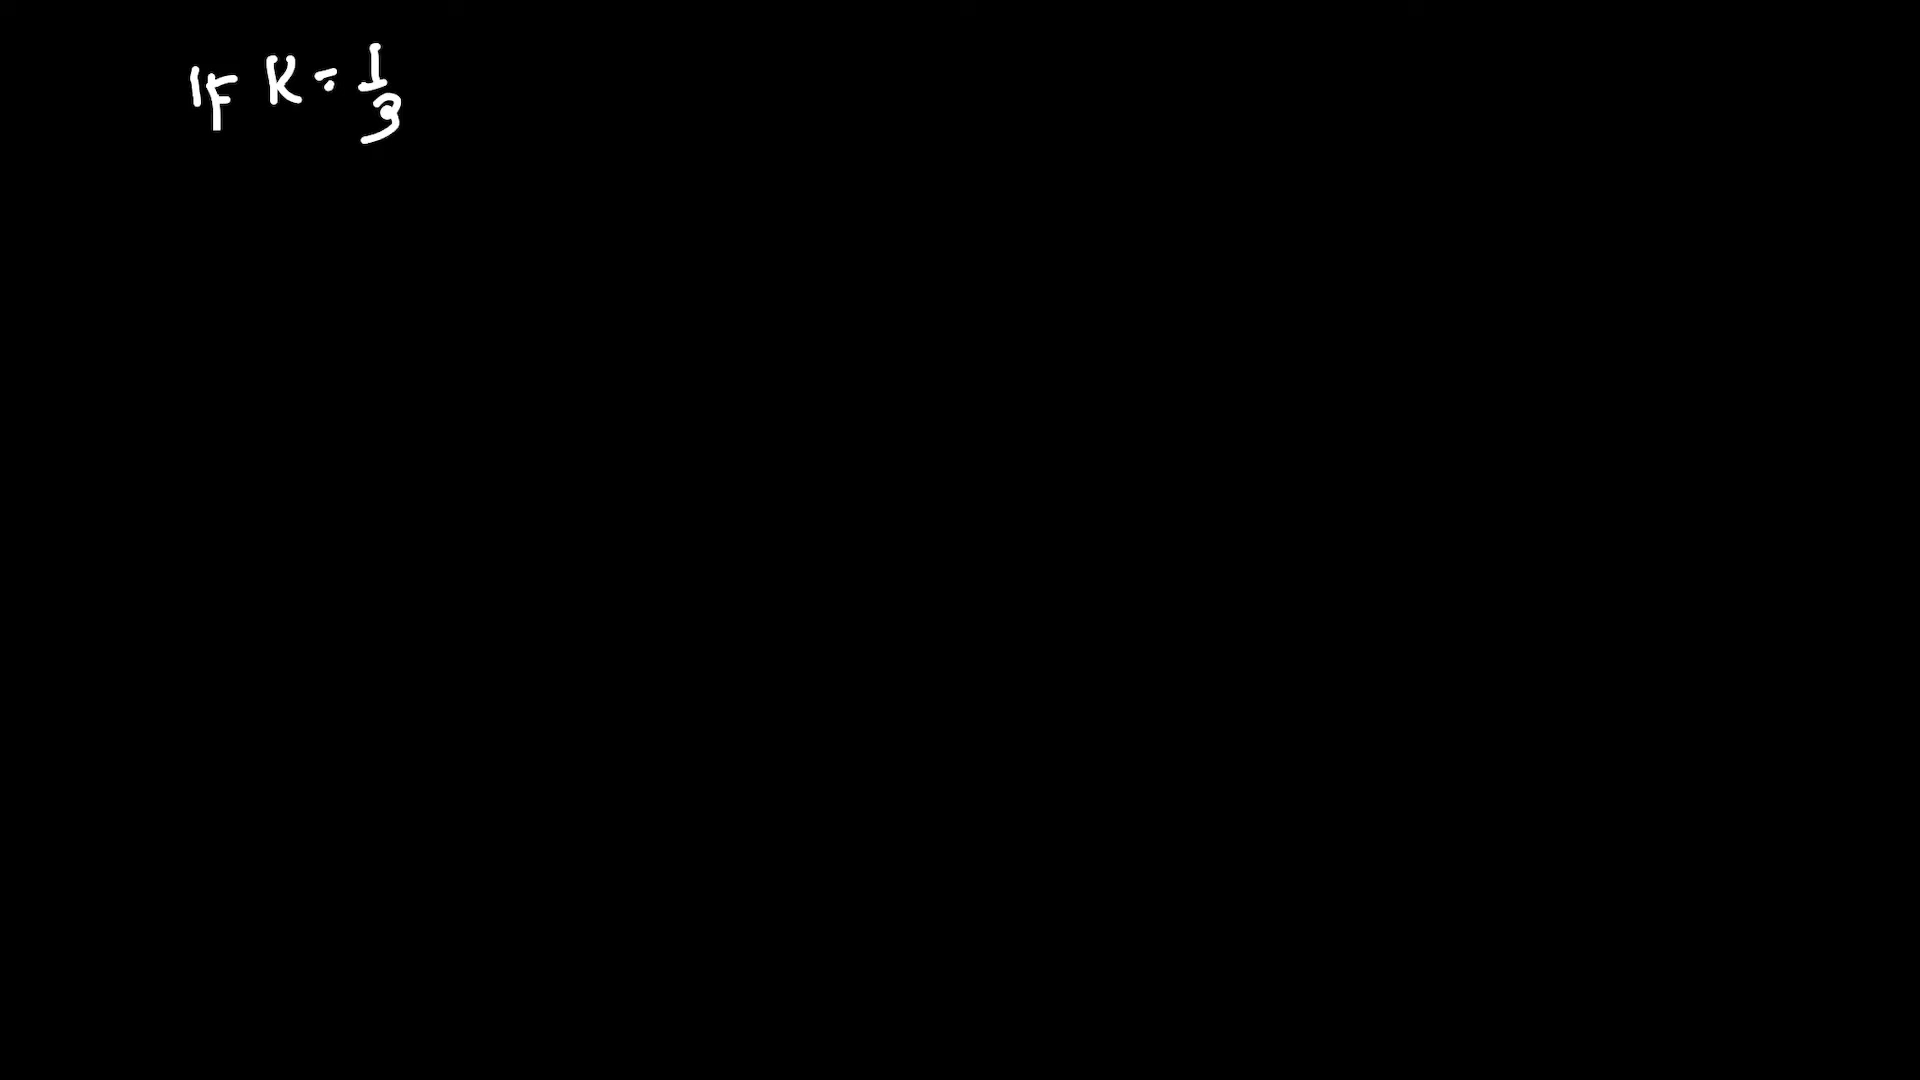 If K = 1/3